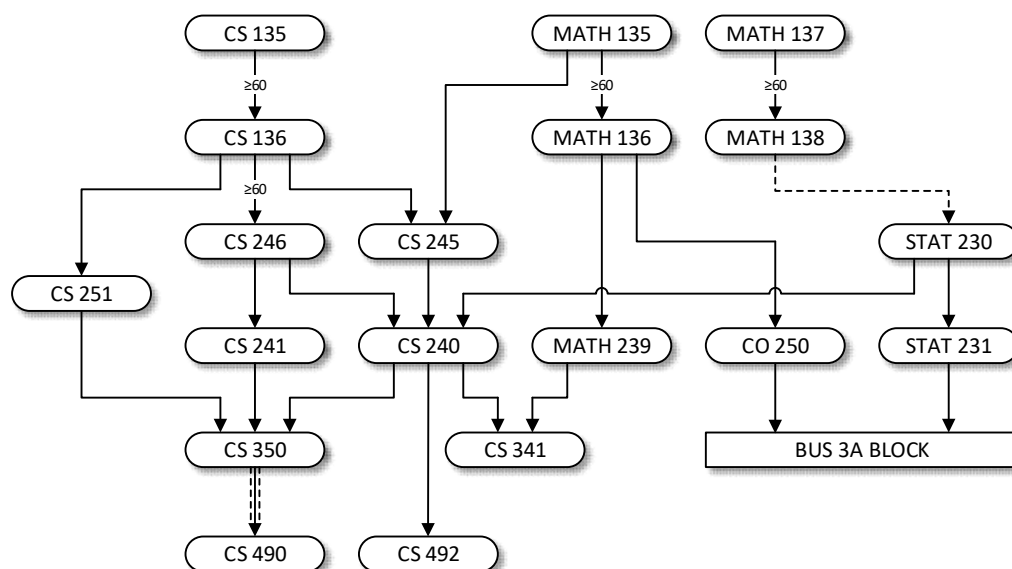 CS 135
MATH 135
MATH 137
≥60
≥60
≥60
CS 136
MATH 136
MATH 138
≥60
CS 246
CS 245
STAT 230
CS 251
CS 241
CS 240
MATH 239
CO 250
STAT 231
CS 350
CS 341
BUS 3A BLOCK
CS 490
CS 492